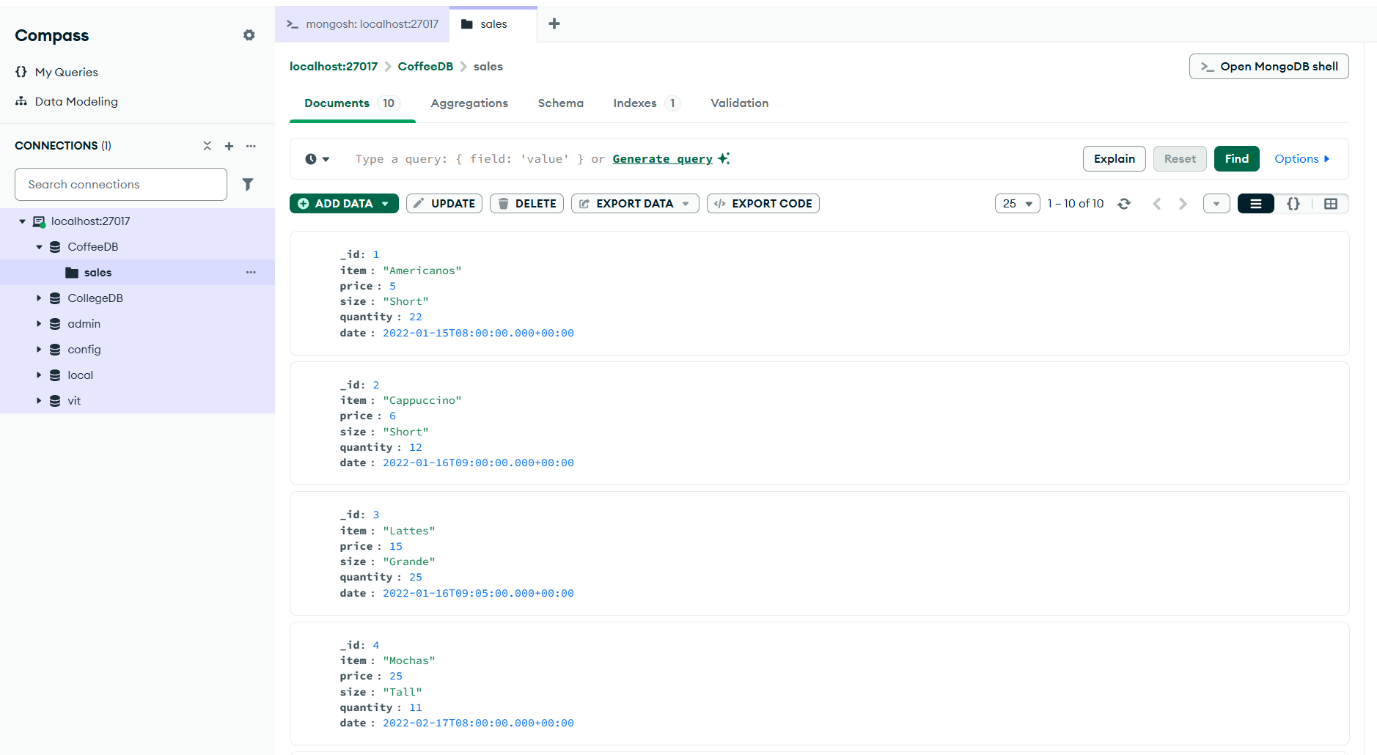 Compass
My Queries
Data Modeling
CONNECTIONS (1)
Search connections
localhost:27017
CoffeeDB
sales
CollegeDB
admin
config
local
vit
>_ mongosh: localhost:27017
sales
localhost:27017 > CoffeeDB > sales
>_ Open MongoDB shell
Documents 10 Aggregations Schema Indexes 1 Validation
Type a query: { field: 'value' } or Generate query
Explain Reset Find Options
ADD DATA UPDATE DELETE EXPORT DATA EXPORT CODE
25 1 – 10 of 10 {}
_id: 1
item : "Americanos"
price : 5
size : "Short"
quantity : 22
date : 2022-01-15T08:00:00.000+00:00
_id: 2
item : "Cappuccino"
price : 6
size : "Short"
quantity : 12
date : 2022-01-16T09:00:00.000+00:00
_id: 3
item : "Lattes"
price : 15
size : "Grande"
quantity : 25
date : 2022-01-16T09:05:00.000+00:00
_id: 4
item : "Mochas"
price : 25
size : "Tall"
quantity : 11
date : 2022-02-17T08:00:00.000+00:00